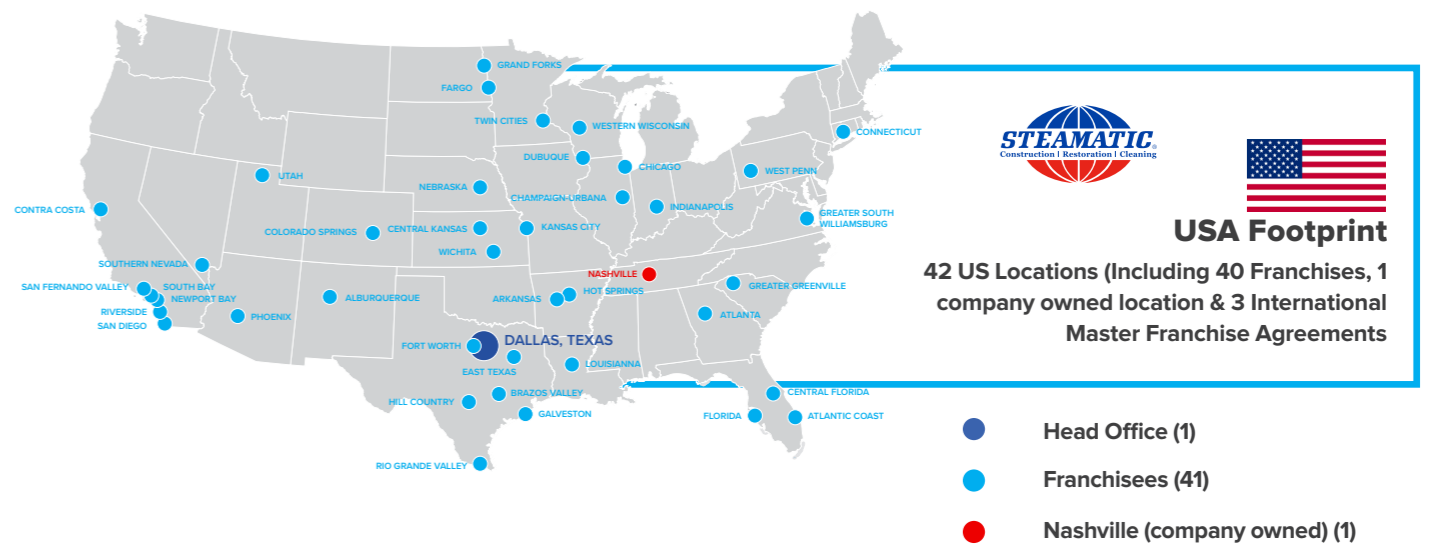 GRAND FORKS
FARGO
TWIN CITIES
WESTERN WISCONSIN
CONNECTICUT
DUBUQUE
CHICAGO
WEST PENN
UTAH
NEBRASKA
CHAMPAIGN-URBANA
INDIANAPOLIS
CONTRA COSTA
GREATER SOUTH
WILLIAMSBURG
COLORADO SPRINGS
CENTRAL KANSAS
KANSAS CITY
WICHITA
SOUTHERN NEVADA
NASHVILLE
SAN FERNANDO VALLEY
SOUTH BAY
NEWPORT BAY
ALBURQUERQUE
ARKANSAS
HOT SPRINGS
GREATER GREENVILLE
RIVERSIDE
SAN DIEGO
PHOENIX
ATLANTA
FORT WORTH
DALLAS, TEXAS
EAST TEXAS
LOUISIANNA
HILL COUNTRY
BRAZOS VALLEY
GALVESTON
CENTRAL FLORIDA
FLORIDA
ATLANTIC COAST
RIO GRANDE VALLEY
STEAMATIC®
Construction | Restoration | Cleaning
USA Footprint
42 US Locations (Including 40 Franchises, 1
company owned location & 3 International
Master Franchise Agreements
Head Office (1)
Franchisees (41)
Nashville (company owned) (1)